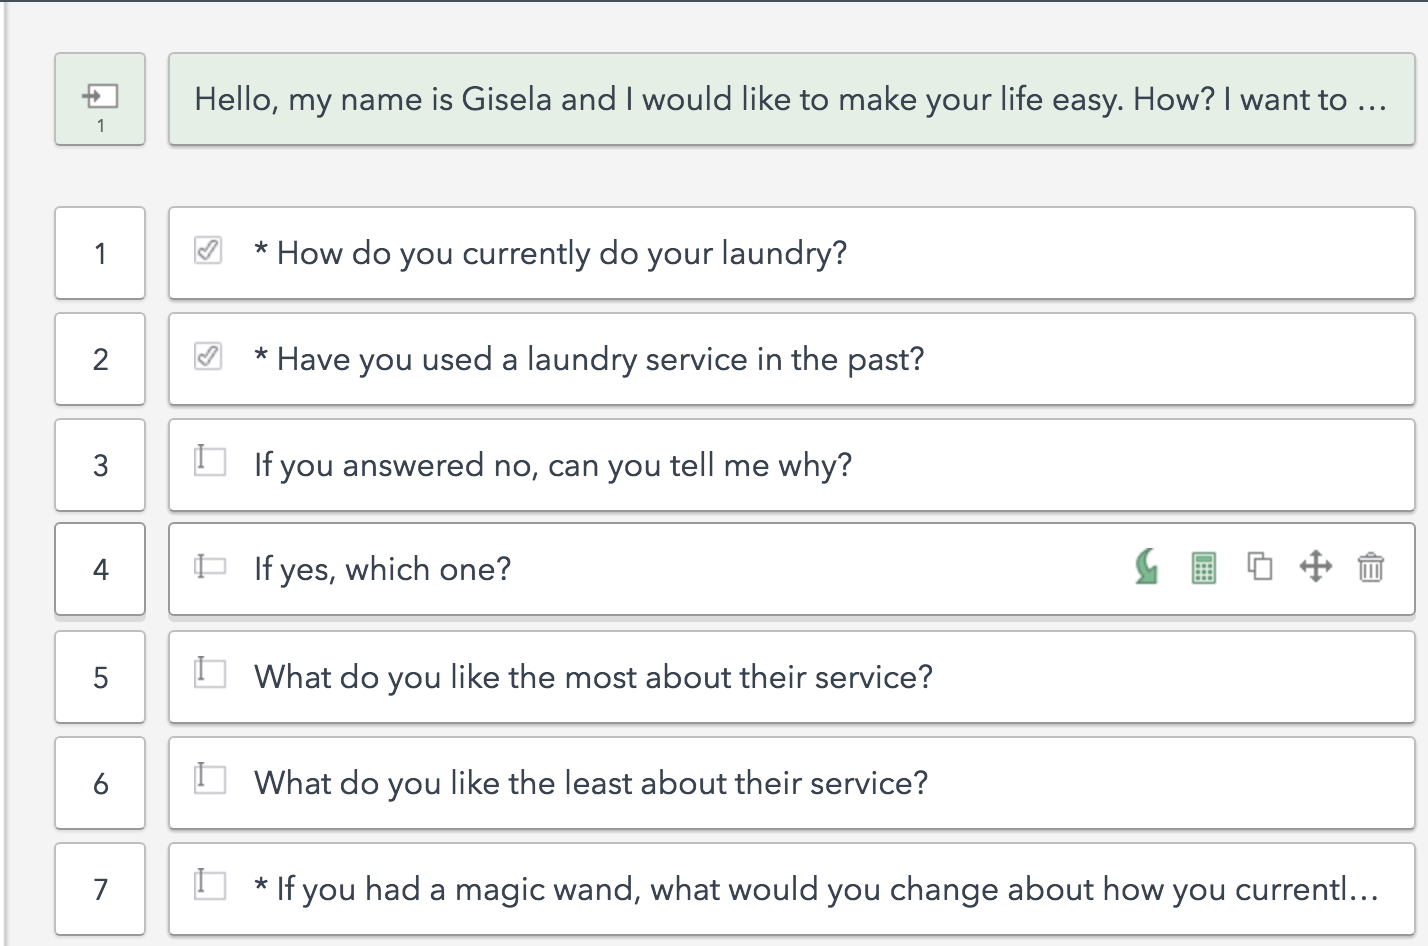 Hello, my name is Gisela and I would like to make your life easy. How? I want to ...
1
1
* How do you currently do your laundry?
2
* Have you used a laundry service in the past?
3
If you answered no, can you tell me why?
4
If yes, which one?
5
What do you like the most about their service?
6
What do you like the least about their service?
7
* If you had a magic wand, what would you change about how you currentl...